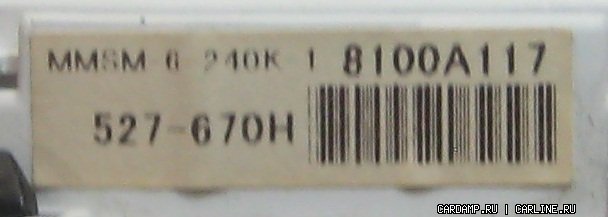 MMSM 6 240K 1 8100A117
527-670H
CARDAMP.RU | CARLINE.RU